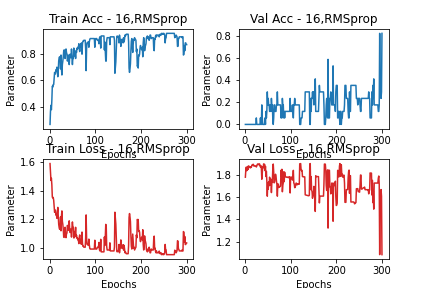 Train Acc - 16,RMSprop
Val Acc - 16,RMSprop
Parameter
0.8
0.6
0.4
0
100
200
300
Epochs
Parameter
0.8
0.6
0.4
0.2
0.0
0
100
200
300
Epochs
Train Loss - 16,RMSprop
Val Loss - 16,RMSprop
Parameter
1.6
1.4
1.2
1.0
0
100
200
300
Epochs
Parameter
1.8
1.6
1.4
1.2
0
100
200
300
Epochs